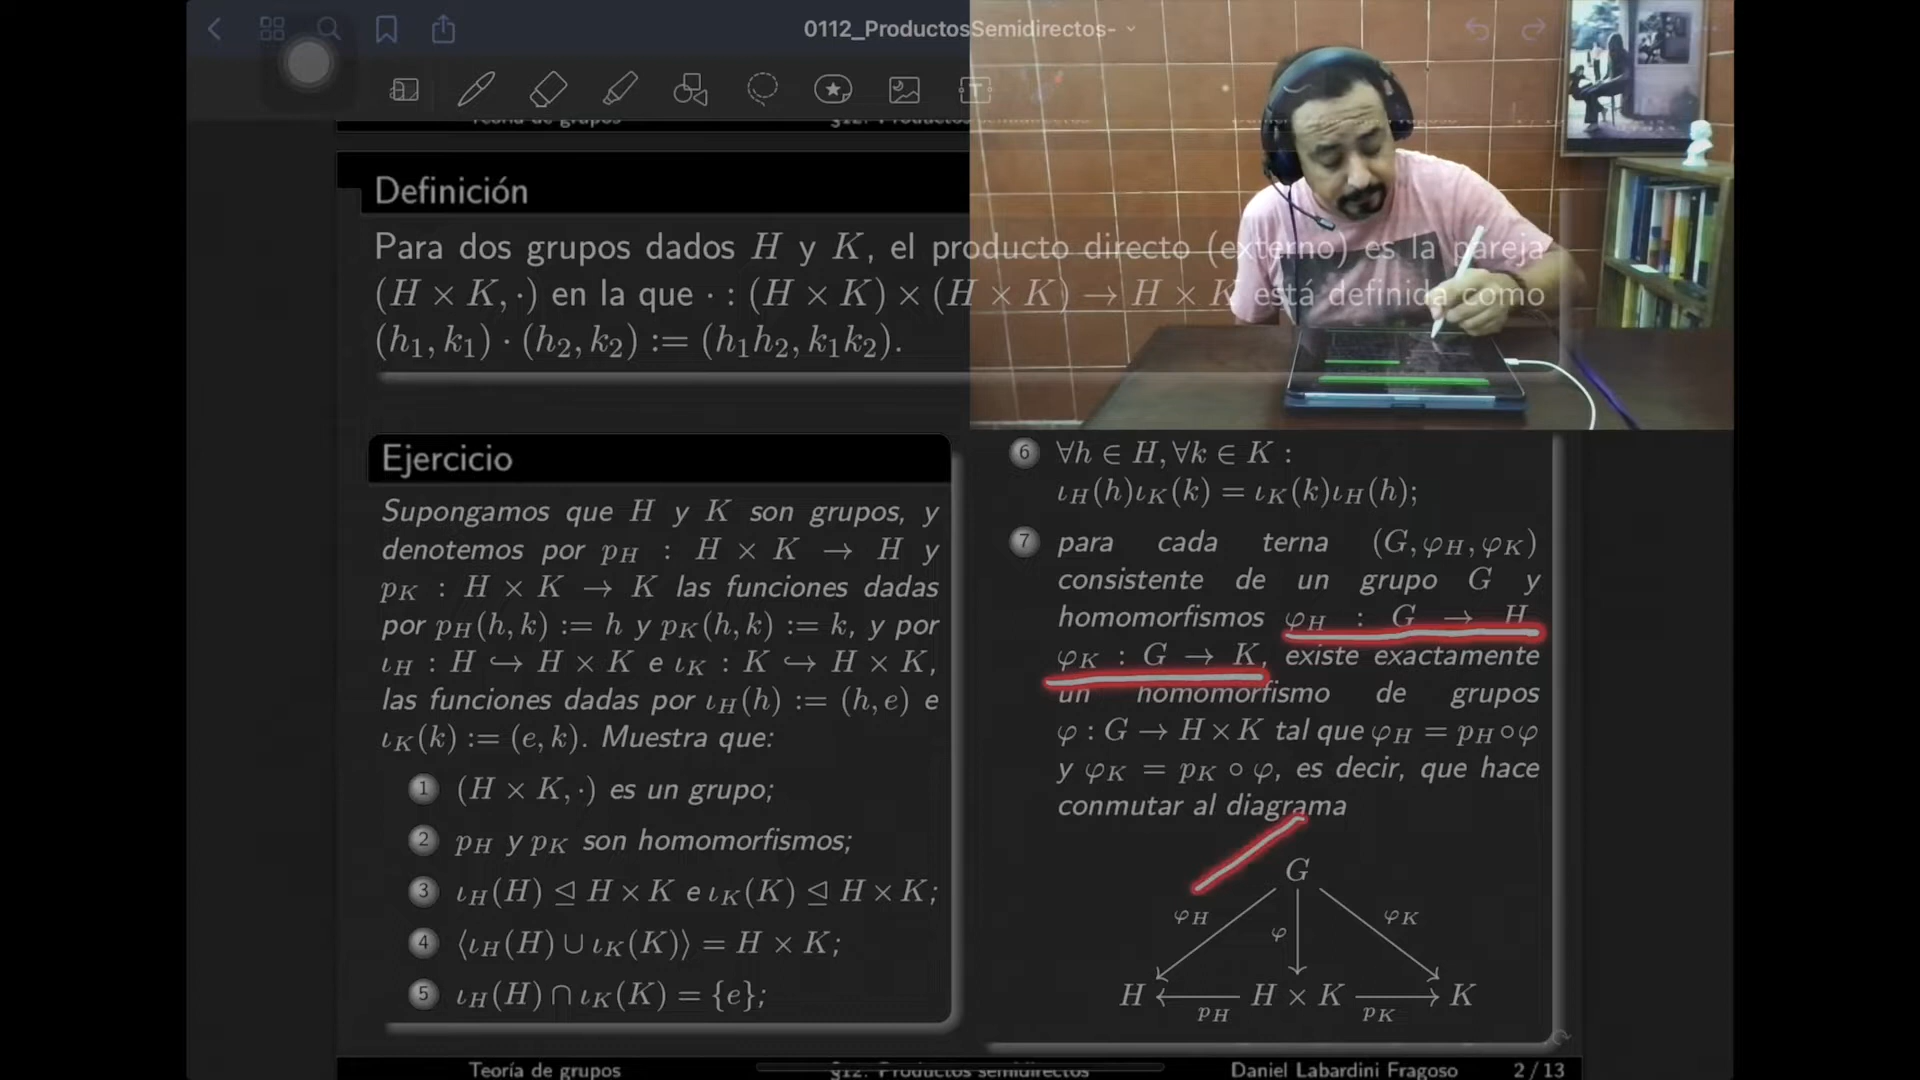 0112_ProductosSemidirectos-
Teoría de grupos
Definición
Para dos grupos dados H y K, el producto directo (externo) es la pareja
(H × K, ·) en la que · : (H × K) × (H × K) → H × K está definida como
(h₁, k₁) · (h₂, k₂) := (h₁h₂, k₁k₂).
Ejercicio
Supongamos que H y K son grupos, y
denotemos por p_H : H × K → H y
p_K : H × K → K las funciones dadas
por p_H(h, k) := h y p_K(h, k) := k, y por
ι_H : H ↪ H × K e ι_K : K ↪ H × K,
las funciones dadas por ι_H(h) := (h, e) e
ι_K(k) := (e, k). Muestra que:
1 (H × K, ·) es un grupo;
2 p_H y p_K son homomorfismos;
3 ι_H(H) ⊴ H × K e ι_K(K) ⊴ H × K;
4 ⟨ι_H(H) ∪ ι_K(K)⟩ = H × K;
5 ι_H(H) ∩ ι_K(K) = {e};
6 ∀h ∈ H, ∀k ∈ K :
ι_H(h)ι_K(k) = ι_K(k)ι_H(h);
7 para cada terna (G, φ_H, φ_K)
consistente de un grupo G y
homomorfismos φ_H : G → H
φ_K : G → K, existe exactamente
un homomorfismo de grupos
φ : G → H × K tal que φ_H = p_H ∘ φ
y φ_K = p_K ∘ φ, es decir, que hace
conmutar al diagrama
G
φ_H φ φ_K
H H × K K
p_H p_K
Teoría de grupos §12. Productos semidirectos Daniel Labardini Fragoso 2 / 13